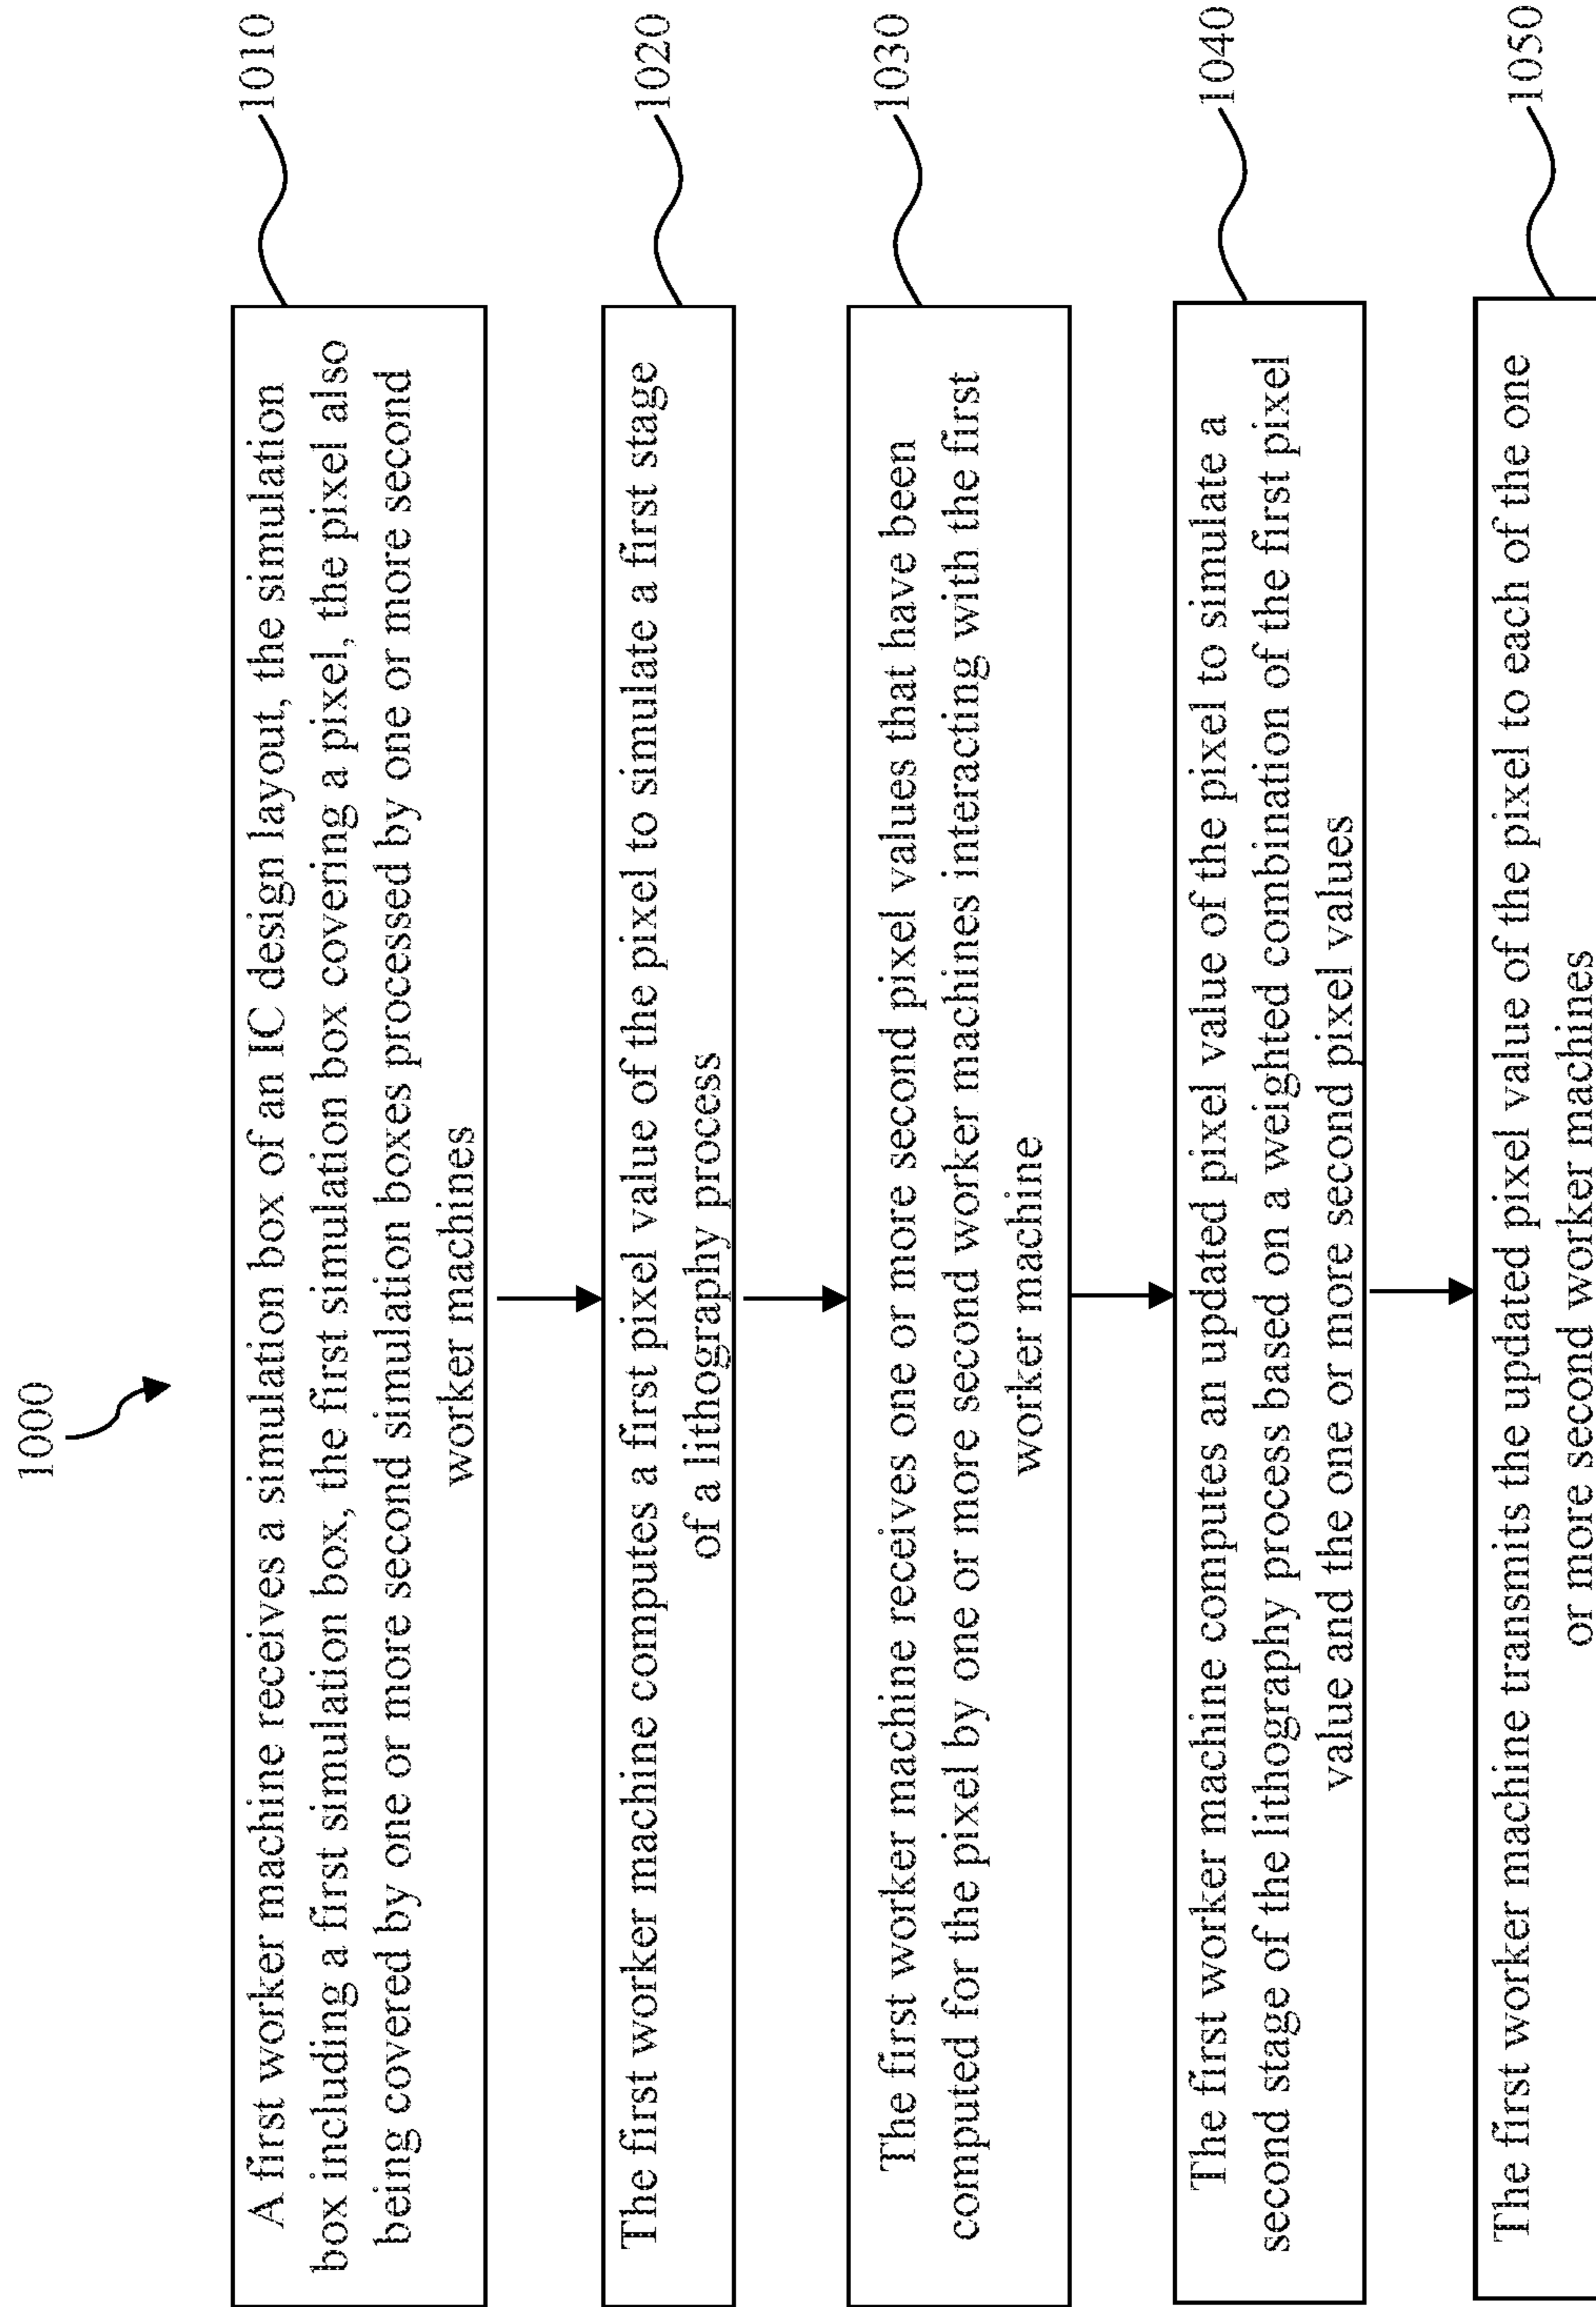 1000
A first worker machine receives a simulation box of an IC design layout, the simulation
box including a first simulation box, the first simulation box covering a pixel, the pixel also
being covered by one or more second simulation boxes processed by one or more second
worker machines
1010
The first worker machine computes a first pixel value of the pixel to simulate a first stage
of a lithography process
1020
The first worker machine receives one or more second pixel values that have been
computed for the pixel by one or more second worker machines interacting with the first
worker machine
1030
The first worker machine computes an updated pixel value of the pixel to simulate a
second stage of the lithography process based on a weighted combination of the first pixel
value and the one or more second pixel values
1040
The first worker machine transmits the updated pixel value of the pixel to each of the one
or more second worker machines
1050